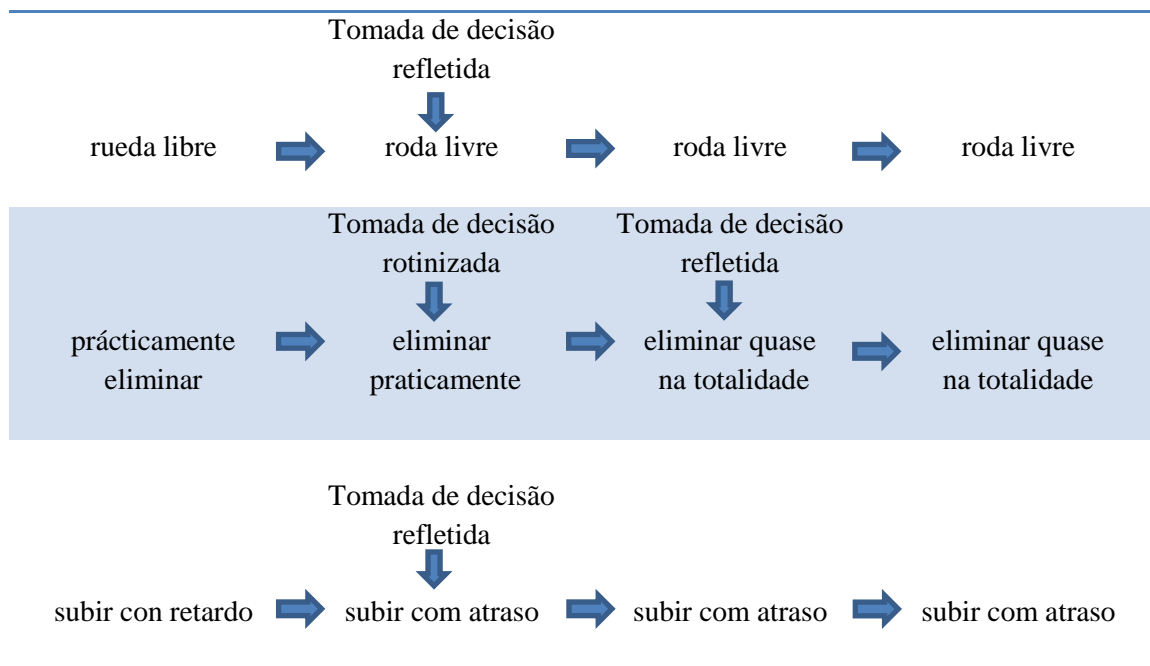 Tomada de decisão
refletida
rueda libre roda livre roda livre roda livre
Tomada de decisão Tomada de decisão
rotinizada refletida
prácticamente eliminar eliminar quase eliminar quase
eliminar praticamente na totalidade na totalidade
Tomada de decisão
refletida
subir con retardo subir com atraso subir com atraso subir com atraso